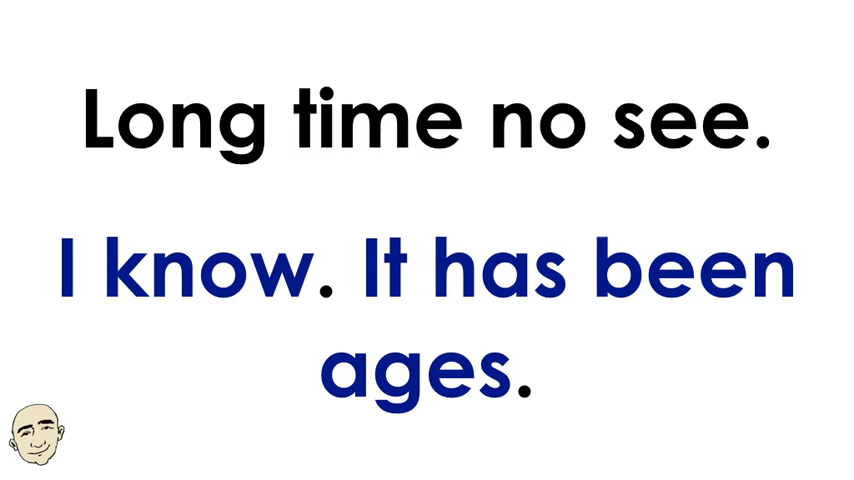 Long time no see.
I know. It has been
ages.